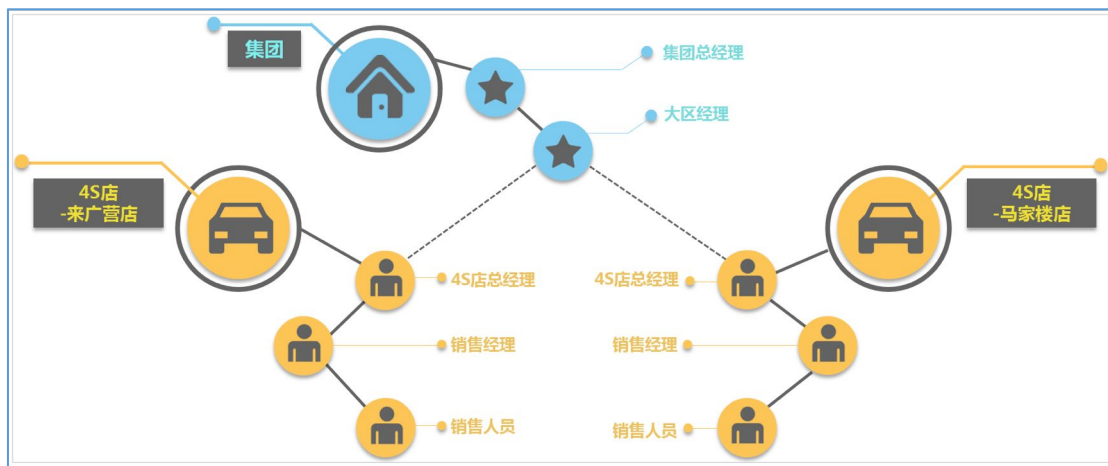 集团
集团总经理
大区经理
4S店
-来广营店
4S店
-马家楼店
4S店总经理
4S店总经理
销售经理
销售经理
销售人员
销售人员